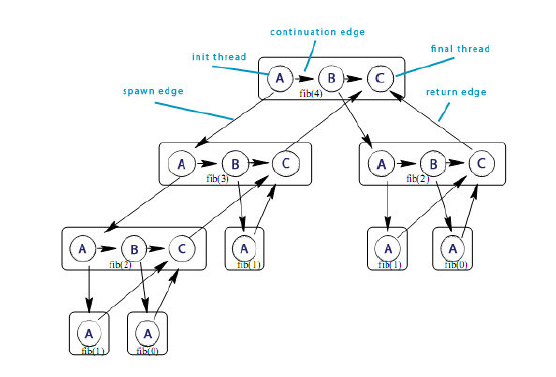 continuation edge
init thread
final thread
A B C
fib(4)
spawn edge
return edge
A B C
fib(3)
A B C
fib(2)
A B C
fib(2)
A
fib(1)
A
fib(1)
A
fib(0)
A
fib(1)
A
fib(0)